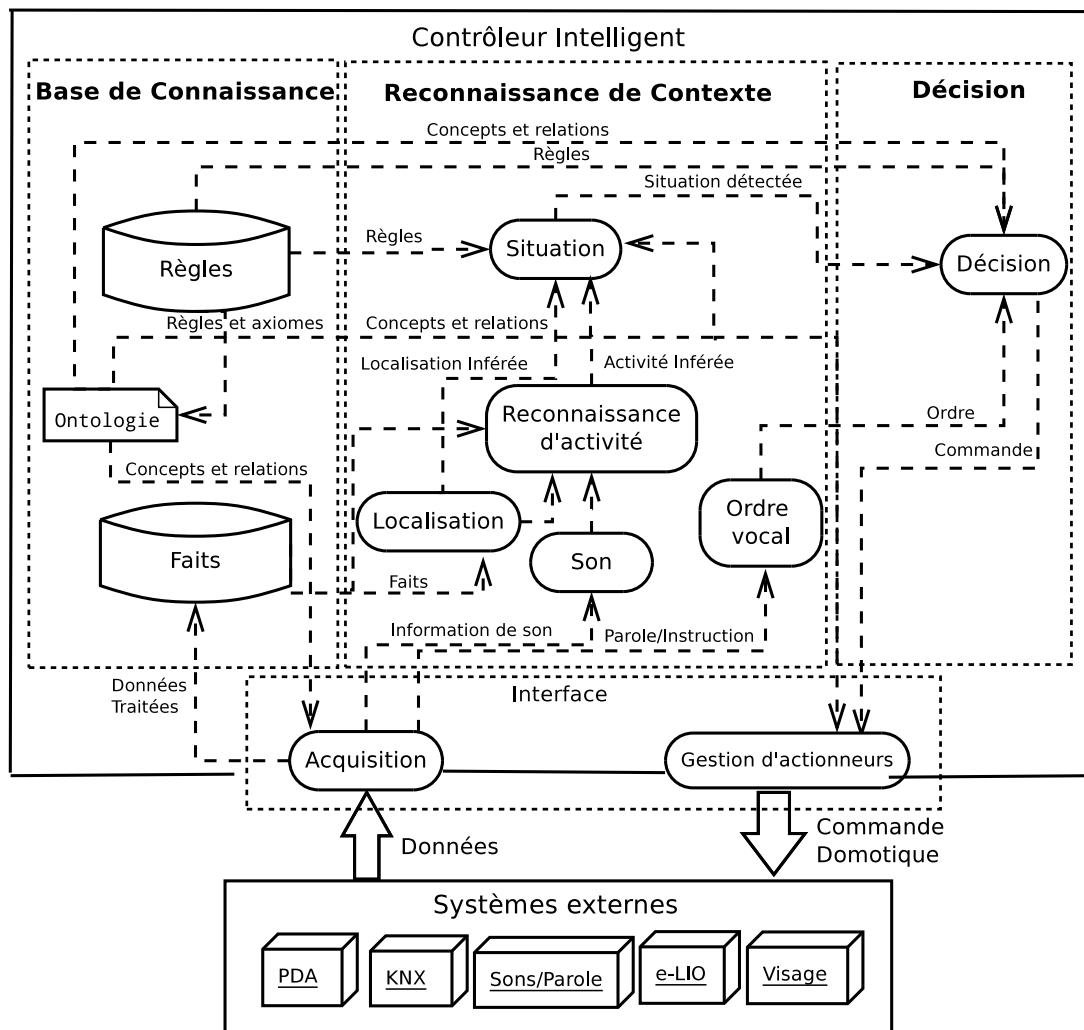 Contrôleur Intelligent
Base de Connaissance
Reconnaissance de Contexte
Décision
Concepts et relations
Règles
Situation détectée
Règles
Règles
Situation
Décision
Règles et axiomes
Concepts et relations
Localisation Inférée
Activité Inférée
Ontologie
Reconnaissance
d'activité
Ordre
Commande
Concepts et relations
Localisation
Ordre
vocal
Faits
Son
Faits
Information de son
Parole/Instruction
Données
Traitées
Interface
Acquisition
Gestion d'actionneurs
Données
Commande
Domotique
Systèmes externes
PDA
KNX
Sons/Parole
e-LIO
Visage